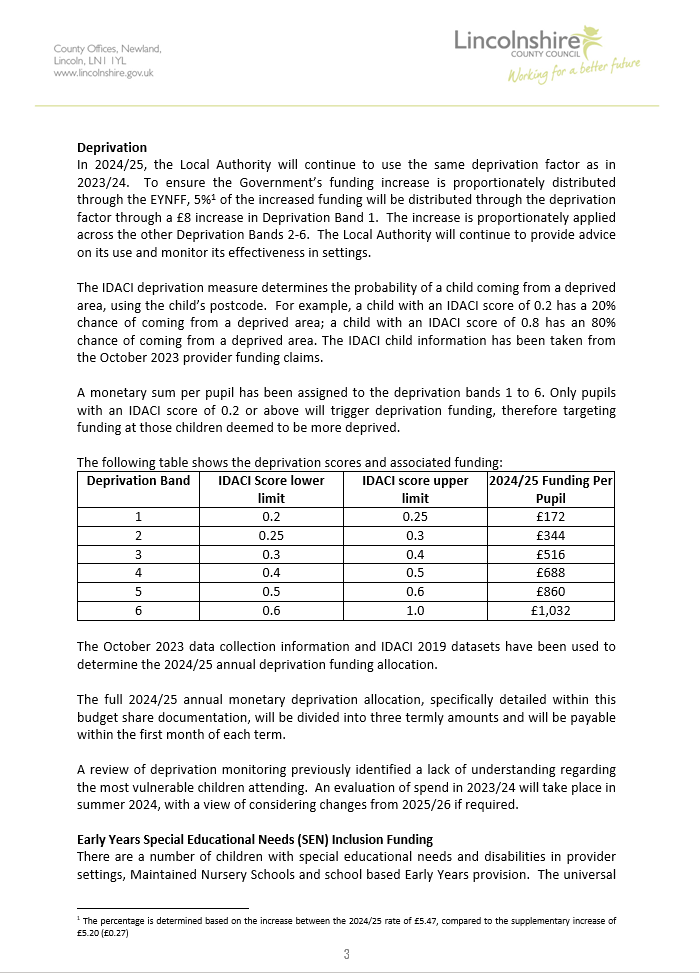 County Offices, Newland,
Lincoln, LN1 1YL
www.lincolnshire.gov.uk
Lincolnshire
COUNTY COUNCIL
Working for a better future
Deprivation
In 2024/25, the Local Authority will continue to use the same deprivation factor as in
2023/24. To ensure the Government's funding increase is proportionately distributed
through the EYNFF, 5%¹ of the increased funding will be distributed through the deprivation
factor through a £8 increase in Deprivation Band 1. The increase is proportionately applied
across the other Deprivation Bands 2-6. The Local Authority will continue to provide advice
on its use and monitor its effectiveness in settings.
The IDACI deprivation measure determines the probability of a child coming from a deprived
area, using the child's postcode. For example, a child with an IDACI score of 0.2 has a 20%
chance of coming from a deprived area; a child with an IDACI score of 0.8 has an 80%
chance of coming from a deprived area. The IDACI child information has been taken from
the October 2023 provider funding claims.
A monetary sum per pupil has been assigned to the deprivation bands 1 to 6. Only pupils
with an IDACI score of 0.2 or above will trigger deprivation funding, therefore targeting
funding at those children deemed to be more deprived.
The following table shows the deprivation scores and associated funding:
Deprivation Band IDACI Score lower limit IDACI score upper limit 2024/25 Funding Per Pupil
1 0.2 0.25 £172
2 0.25 0.3 £344
3 0.3 0.4 £516
4 0.4 0.5 £688
5 0.5 0.6 £860
6 0.6 1.0 £1,032
The October 2023 data collection information and IDACI 2019 datasets have been used to
determine the 2024/25 annual deprivation funding allocation.
The full 2024/25 annual monetary deprivation allocation, specifically detailed within this
budget share documentation, will be divided into three termly amounts and will be payable
within the first month of each term.
A review of deprivation monitoring previously identified a lack of understanding regarding
the most vulnerable children attending. An evaluation of spend in 2023/24 will take place in
summer 2024, with a view of considering changes from 2025/26 if required.
Early Years Special Educational Needs (SEN) Inclusion Funding
There are a number of children with special educational needs and disabilities in provider
settings, Maintained Nursery Schools and school based Early Years provision. The universal
¹ The percentage is determined based on the increase between the 2024/25 rate of £5.47, compared to the supplementary increase of
£5.20 (£0.27)
3